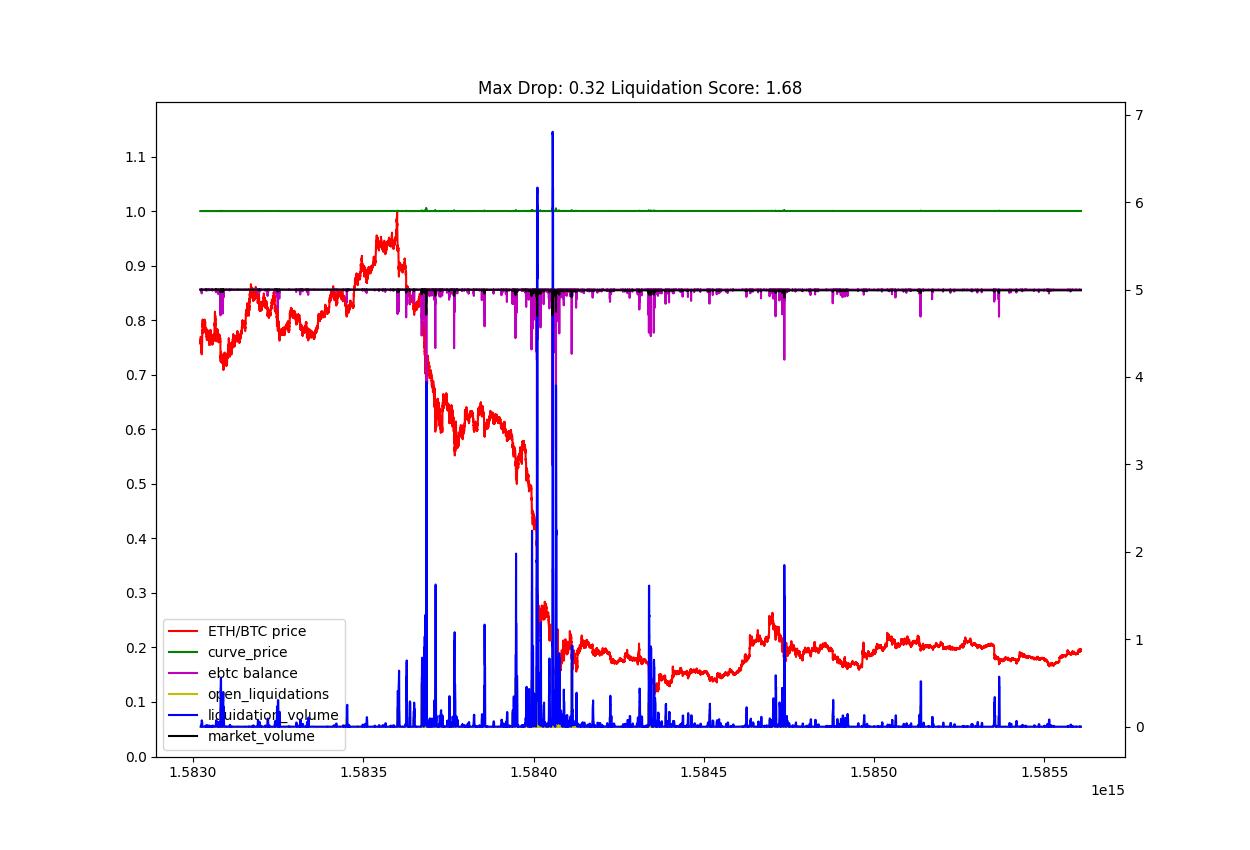 Max Drop: 0.32 Liquidation Score: 1.68
1.1
1.0
0.9
0.8
0.7
0.6
0.5
0.4
0.3
0.2
0.1
0.0
7
6
5
4
3
2
1
0
ETH/BTC price
curve_price
ebtc balance
open_liquidations
liquidation_volume
market_volume
1.5830 1.5835 1.5840 1.5845 1.5850 1.5855
1e15